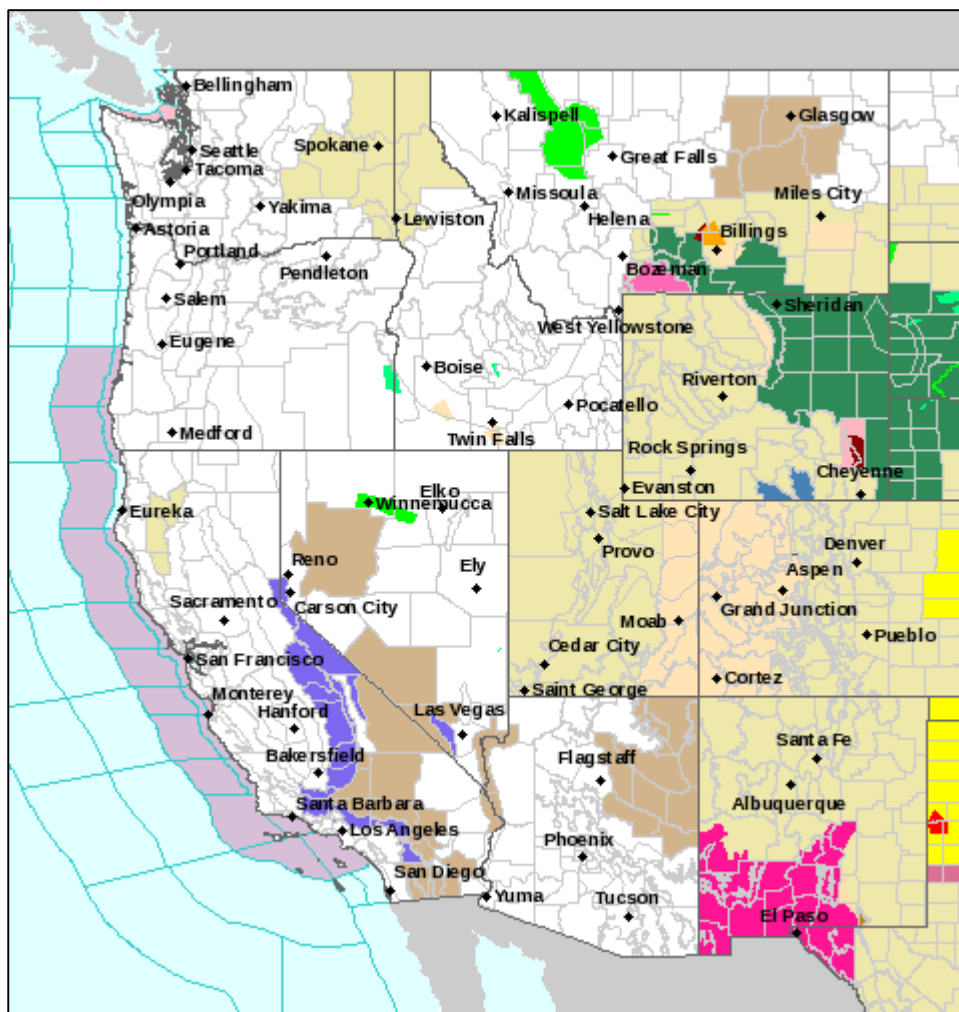 Bellingham
Kalispell
Glasgow
Spokane
Seattle
Great Falls
Tacoma
Missoula
Miles City
Olympia
Yakima
Lewiston
Helena
Astoria
Billings
Portland
Pendleton
Bozeman
Salem
Sheridan
West Yellowstone
Eugene
Boise
Riverton
Pocatello
Medford
Twin Falls
Rock Springs
Cheyenne
Elko
Evanston
Winnemucca
Eureka
Salt Lake City
Provo
Denver
Reno
Ely
Aspen
Sacramento
Carson City
Grand Junction
Moab
Pueblo
San Francisco
Cedar City
Cortez
Monterey
Saint George
Hanford
Las Vegas
Santa Fe
Bakersfield
Flagstaff
Santa Barbara
Albuquerque
Los Angeles
Phoenix
San Diego
Yuma
Tucson
El Paso